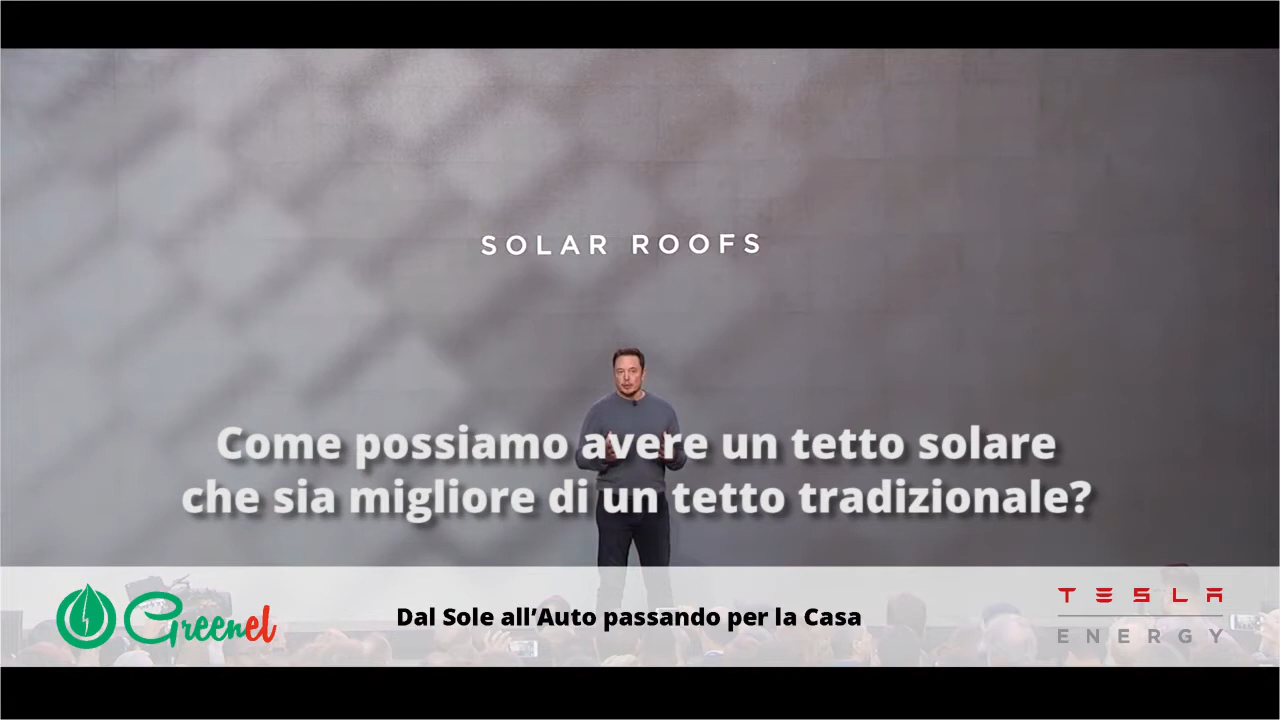 SOLAR ROOFS
Come possiamo avere un tetto solare
che sia migliore di un tetto tradizionale?
Greenel
Dal Sole all’Auto passando per la Casa
TESLA
ENERGY